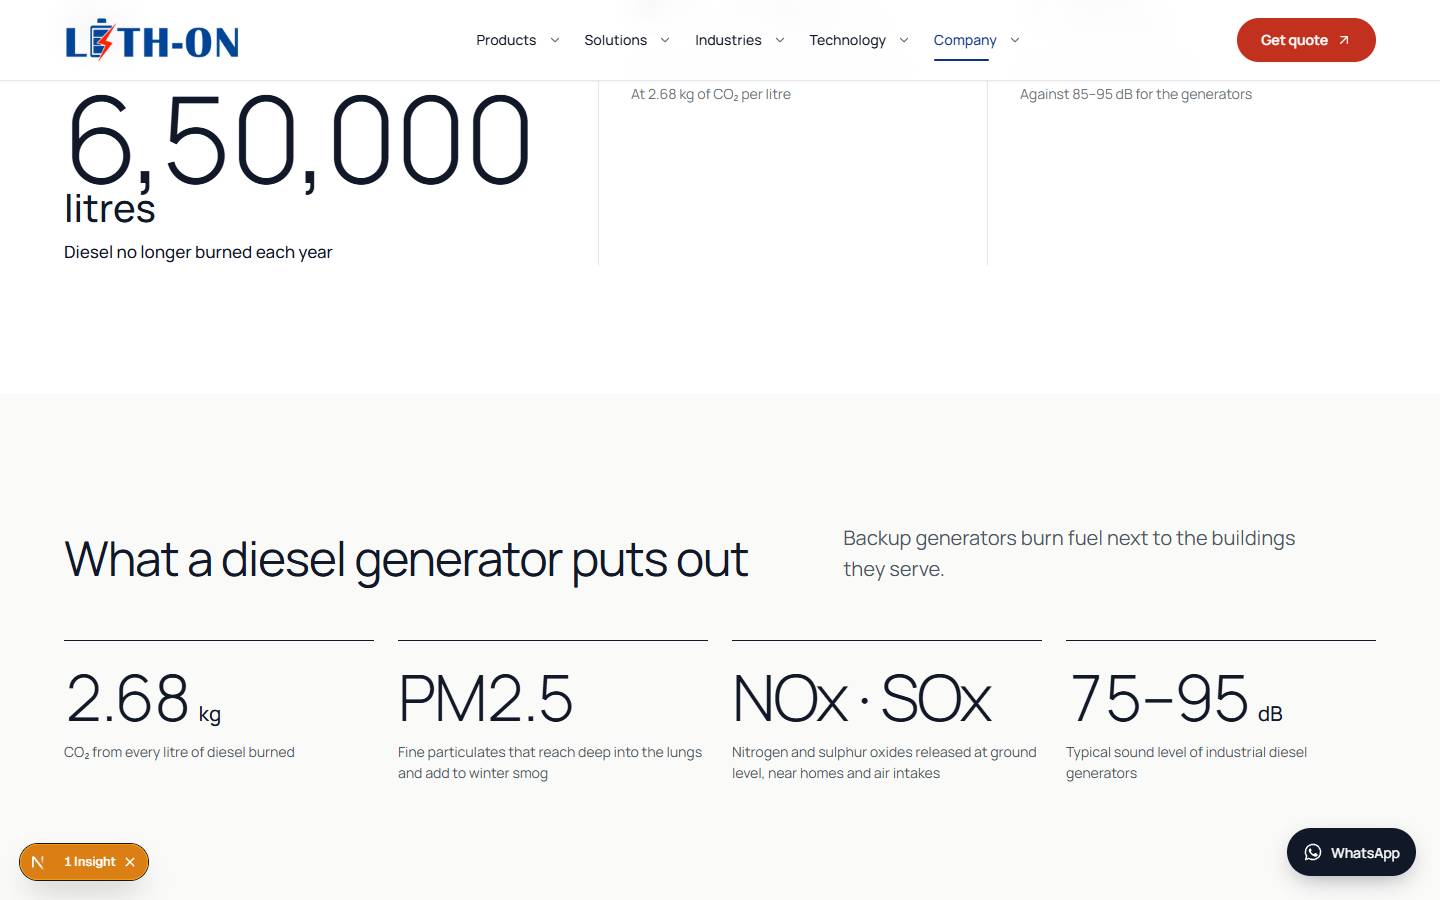 LITH-ON
Products
Solutions
Industries
Technology
Company
Get quote
6,50,000
litres
Diesel no longer burned each year
At 2.68 kg of CO₂ per litre
Against 85–95 dB for the generators
What a diesel generator puts out
Backup generators burn fuel next to the buildings
they serve.
2.68 kg
CO₂ from every litre of diesel burned
PM2.5
Fine particulates that reach deep into the lungs
and add to winter smog
NOx · SOx
Nitrogen and sulphur oxides released at ground
level, near homes and air intakes
75–95 dB
Typical sound level of industrial diesel
generators
N 1 Insight
WhatsApp